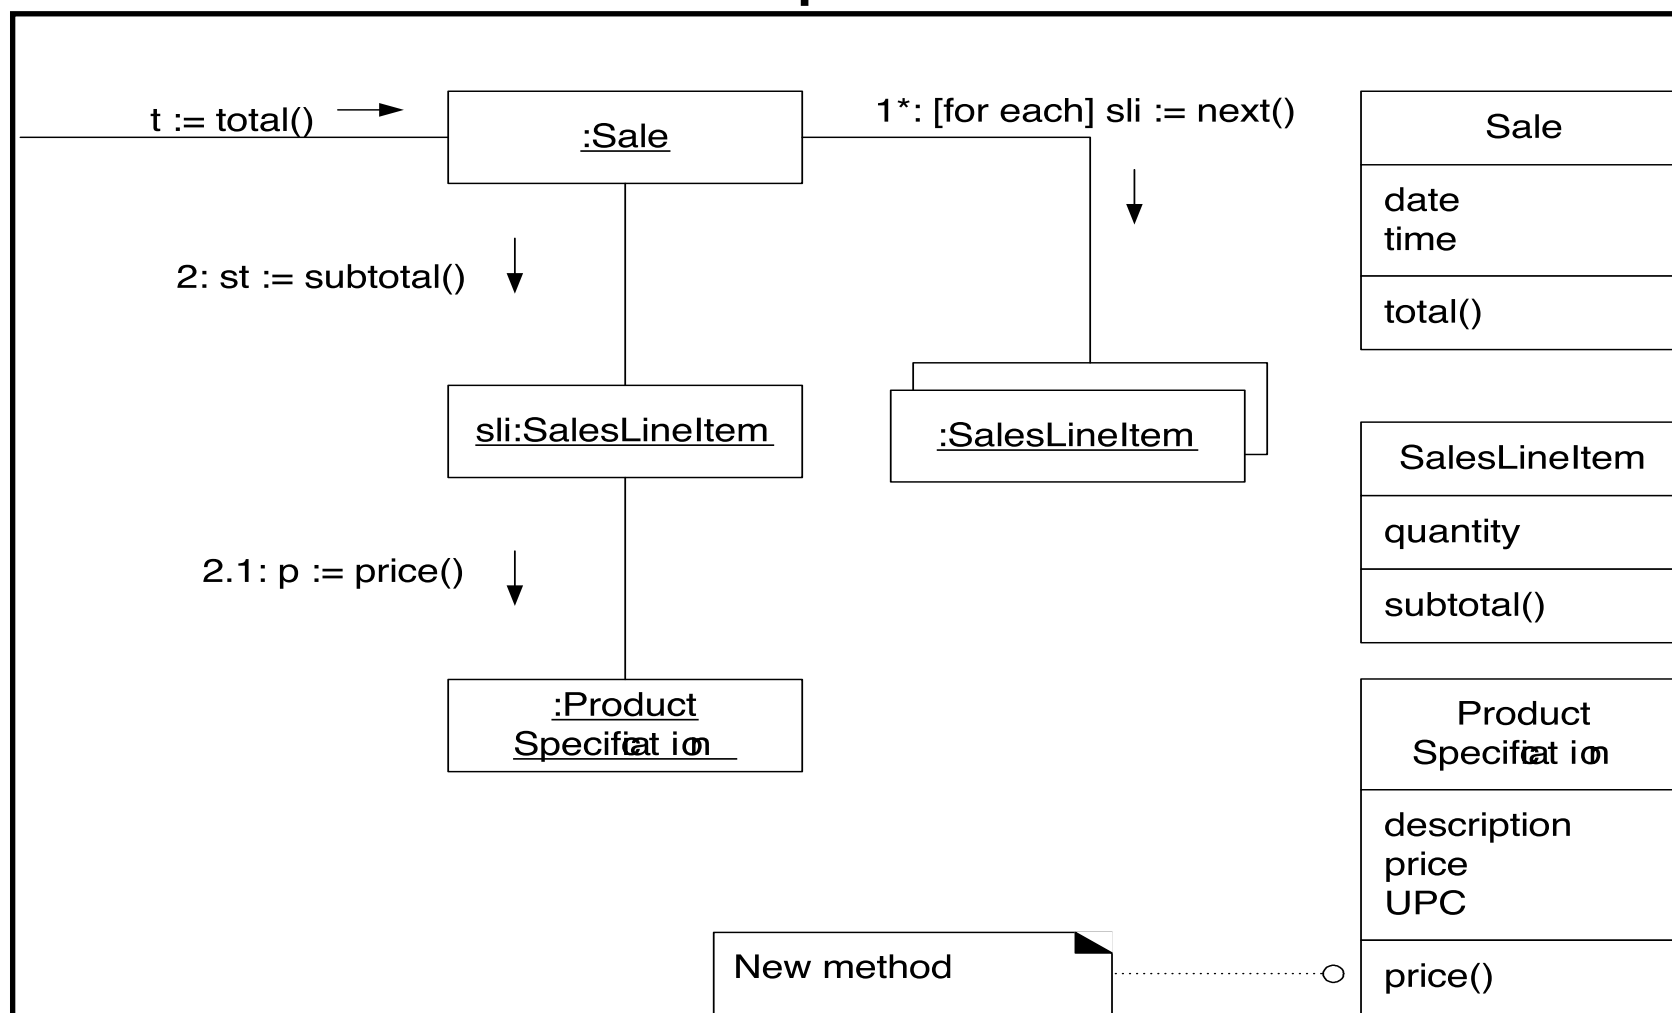 t := total()
:Sale
1*: [for each] sli := next()
2: st := subtotal()
sli:SalesLineItem
:SalesLineItem
2.1: p := price()
:Product
Specification
Sale
date
time
total()
SalesLineItem
quantity
subtotal()
Product
Specification
description
price
UPC
price()
New method